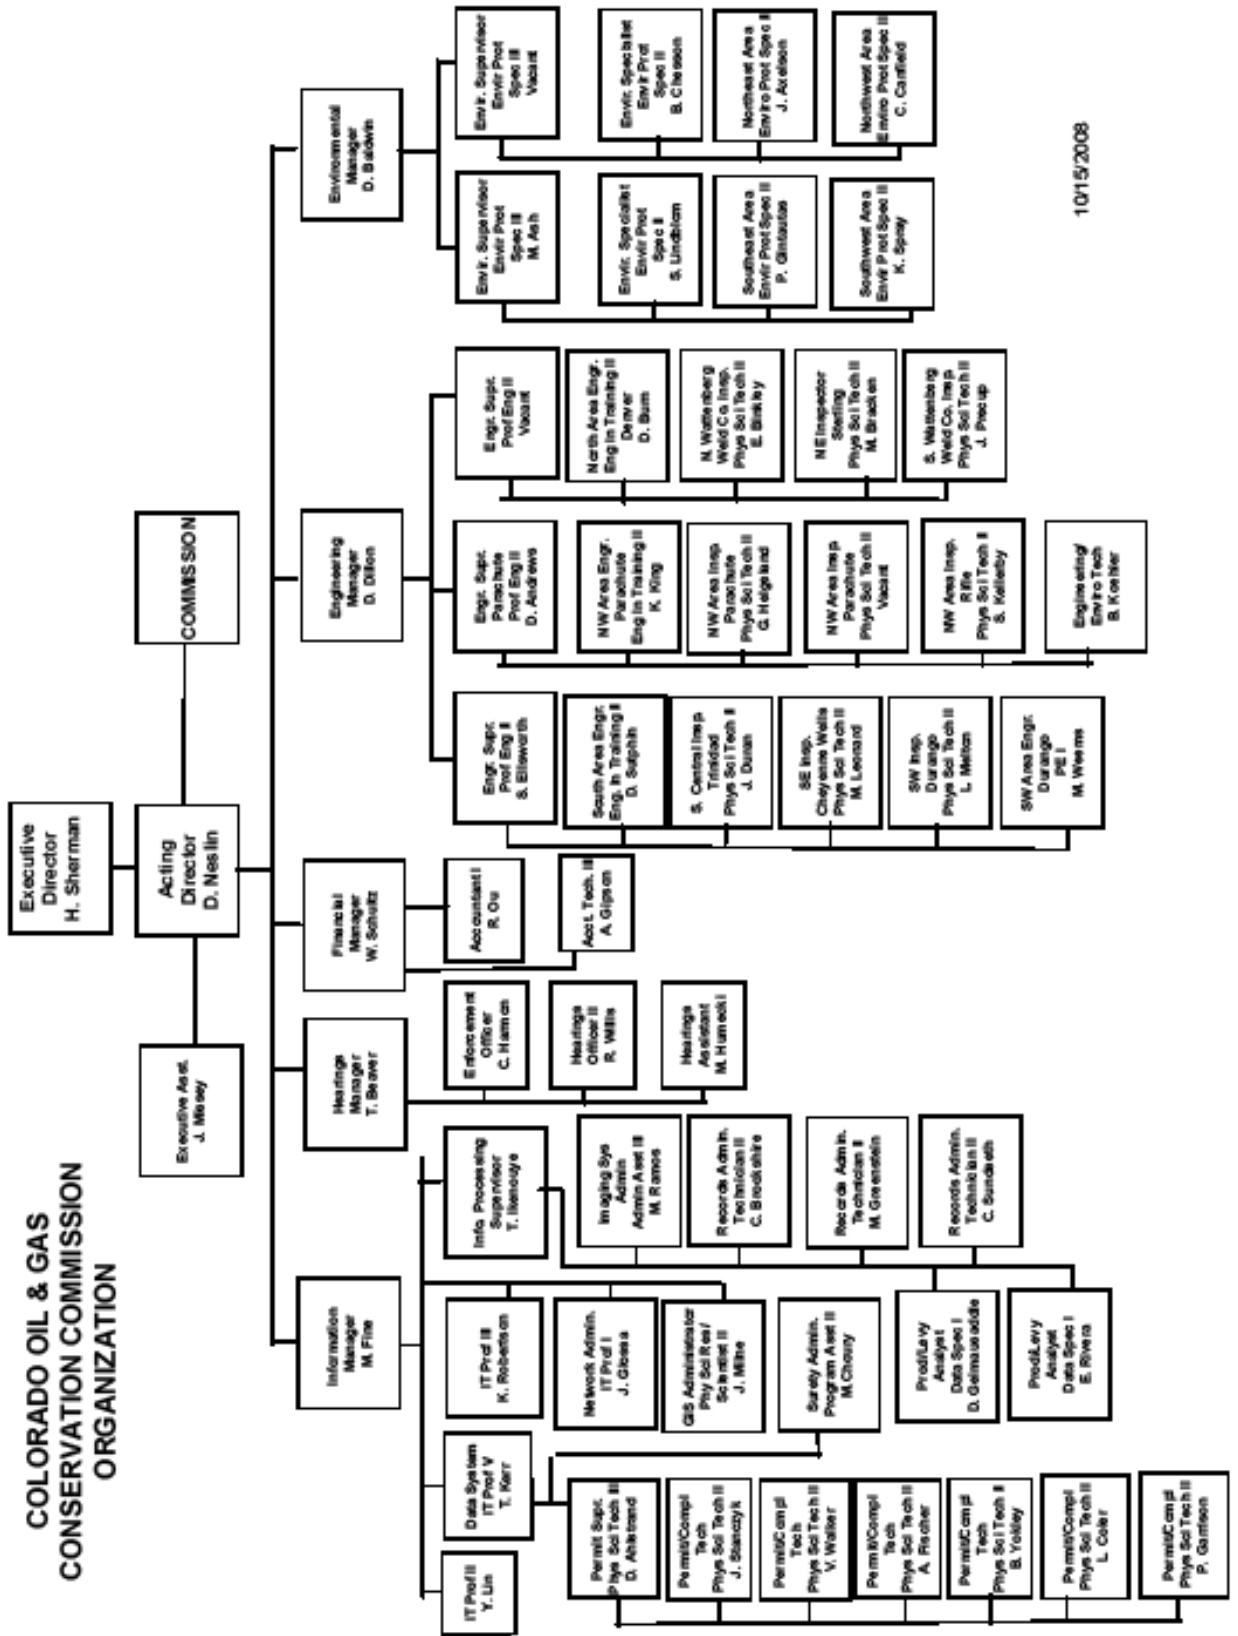 COLORADO OIL & GAS
CONSERVATION COMMISSION
ORGANIZATION
Executive
Director
H. Sherman
Acting
Director
D. Neslin
Executive Asst.
J. Missey
COMMISSION
Information
Manager
M. Fine
Hearings
Manager
T. Beaver
Financial
Manager
W. Schultz
Engineering
Manager
D. Dillon
Environmental
Manager
D. Baldwin
IT Prof II
Y. Lin
Data System
IT Prof V
T. Kerr
IT Prof III
K. Robertson
Network Admin.
IT Prof I
J. Glossa
GIS Administrator
Phy Sci Res/
Scientist II
J. Milne
Surety Admin.
Program Asst II
M. Choury
Info. Processing
Supervisor
T. Ikenouye
Imaging Sys
Admin
Admin Asst III
M. Ramos
Records Admin.
Technician II
C. Brookshire
Records Admin.
Technician II
M. Greenstein
Records Admin.
Technician II
C. Sundseth
Prod/Levy
Analyst
Data Spec I
Prod/Levy
Analyst
Data Spec I
E. Rivera
Permit Supr.
Phys Sci Tech III
D. Ahlstrand
Permit/Compl
Tech
Phys Sci Tech II
J. Stanczyk
Permit/Compl
Tech
Phys Sci Tech II
V. Walker
Permit/Compl
Tech
Phys Sci Tech II
A. Fischer
Permit/Compl
Tech
Phys Sci Tech II
B. Yokley
Permit/Compl
Phys Sci Tech II
L. Coler
Permit/Compl
Phys Sci Tech II
P. Garrison
Enforcement
Officer
C. Harmon
Hearings
Officer II
R. Willis
Hearings
Assistant
M. Humecki
Accountant I
R. Ou
Acct. Tech. III
A. Gipson
Engr. Supr.
Prof Eng II
S. Ellsworth
South Area Engr.
Eng. In Training II
D. Sutphin
S. Central Insp
Trinidad
Phys Sci Tech II
J. Duran
SE Insp.
Cheyenne Wells
Phys Sci Tech II
M. Leonard
SW Insp.
Durango
Phys Sci Tech II
L. Melton
SW Area Engr.
Durango
PE I
M. Weems
Engr. Supr.
Parachute
Prof Eng II
D. Andrews
NW Area Engr.
Parachute
Eng In Training II
K. King
NW Area Insp
Parachute
Phys Sci Tech II
G. Helgeland
NW Area Insp
Parachute
Phys Sci Tech II
Vacant
NW Area Insp.
Rifle
Phys Sci Tech II
S. Kellerby
Engineering/
Enviro Tech
B. Koehler
Engr. Supr.
Prof Eng II
Vacant
North Area Engr.
Eng In Training II
Denver
D. Burn
N. Wattenberg
Weld Co. Insp.
Phys Sci Tech II
E. Binkley
NE Inspector
Sterling
Phys Sci Tech II
M. Bracken
S. Wattenberg
Weld Co. Insp
Phys Sci Tech II
J. Precup
Envir. Supervisor
Envir Prot
Spec III
M. Ash
Envir. Specialist
Envir Prot
Spec II
S. Lindblom
Southeast Area
Envir Prot Spec II
P. Gintautas
Southwest Area
Envir Prot Spec II
K. Spray
Envir. Supervisor
Envir Prot
Spec III
Vacant
Envir. Specialist
Envir Prot
Spec II
B. Chesson
Northeast Area
Enviro Prot Spec II
J. Axelson
Northwest Area
Enviro Prot Spec II
C. Canfield
10/15/2008